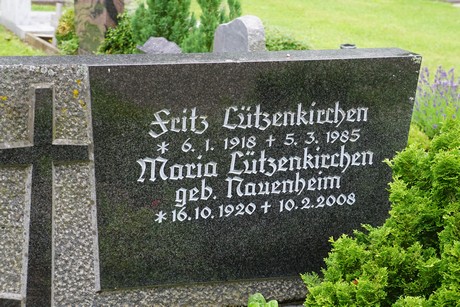 Fritz Lützenkirchen
* 6. 1. 1918 + 5. 3. 1985
Maria Lützenkirchen
geb. Nauenheim
* 16. 10. 1920 + 10. 2. 2008